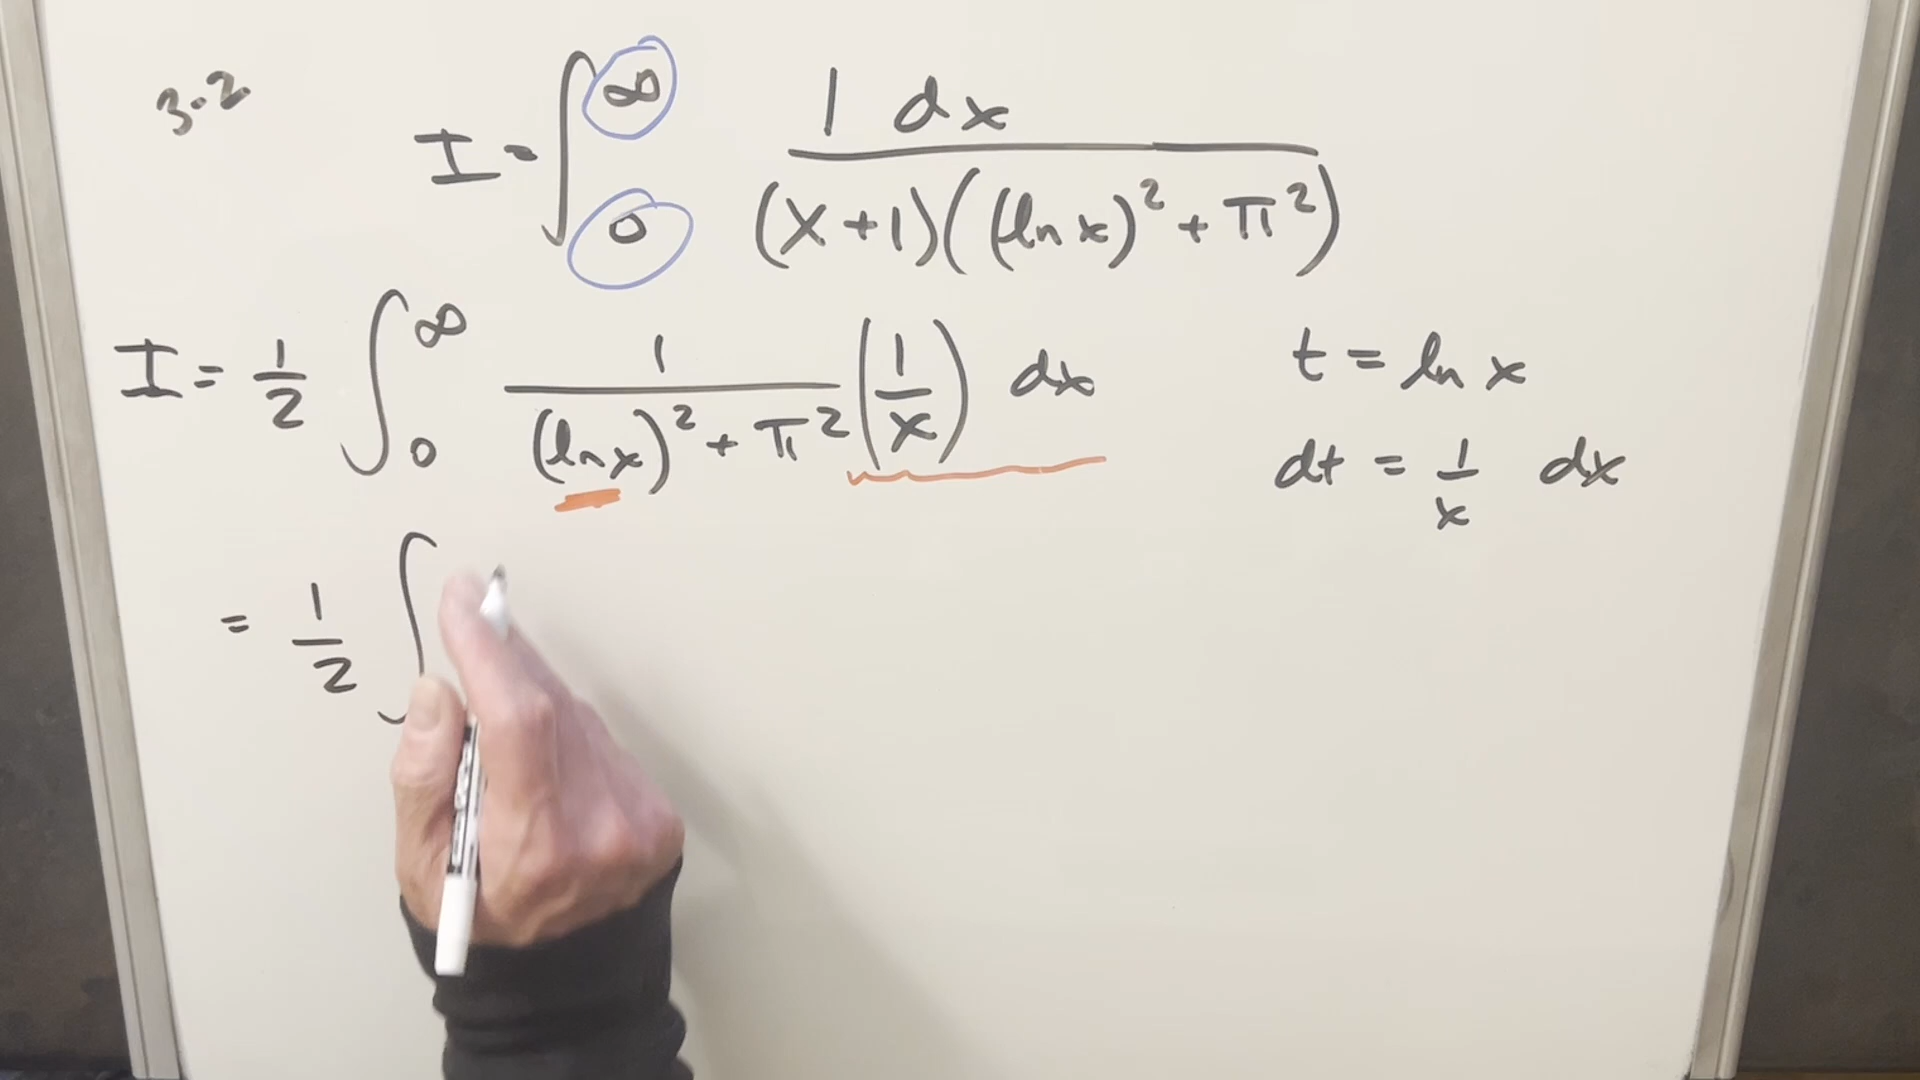 3.2
I = ∫₀^∞ 1 dx / (x+1)((ln x)² + π²)
I = 1/2 ∫₀^∞ 1/((ln x)² + π²) (1/x) dx
t = ln x
dt = 1/x dx
= 1/2 ∫